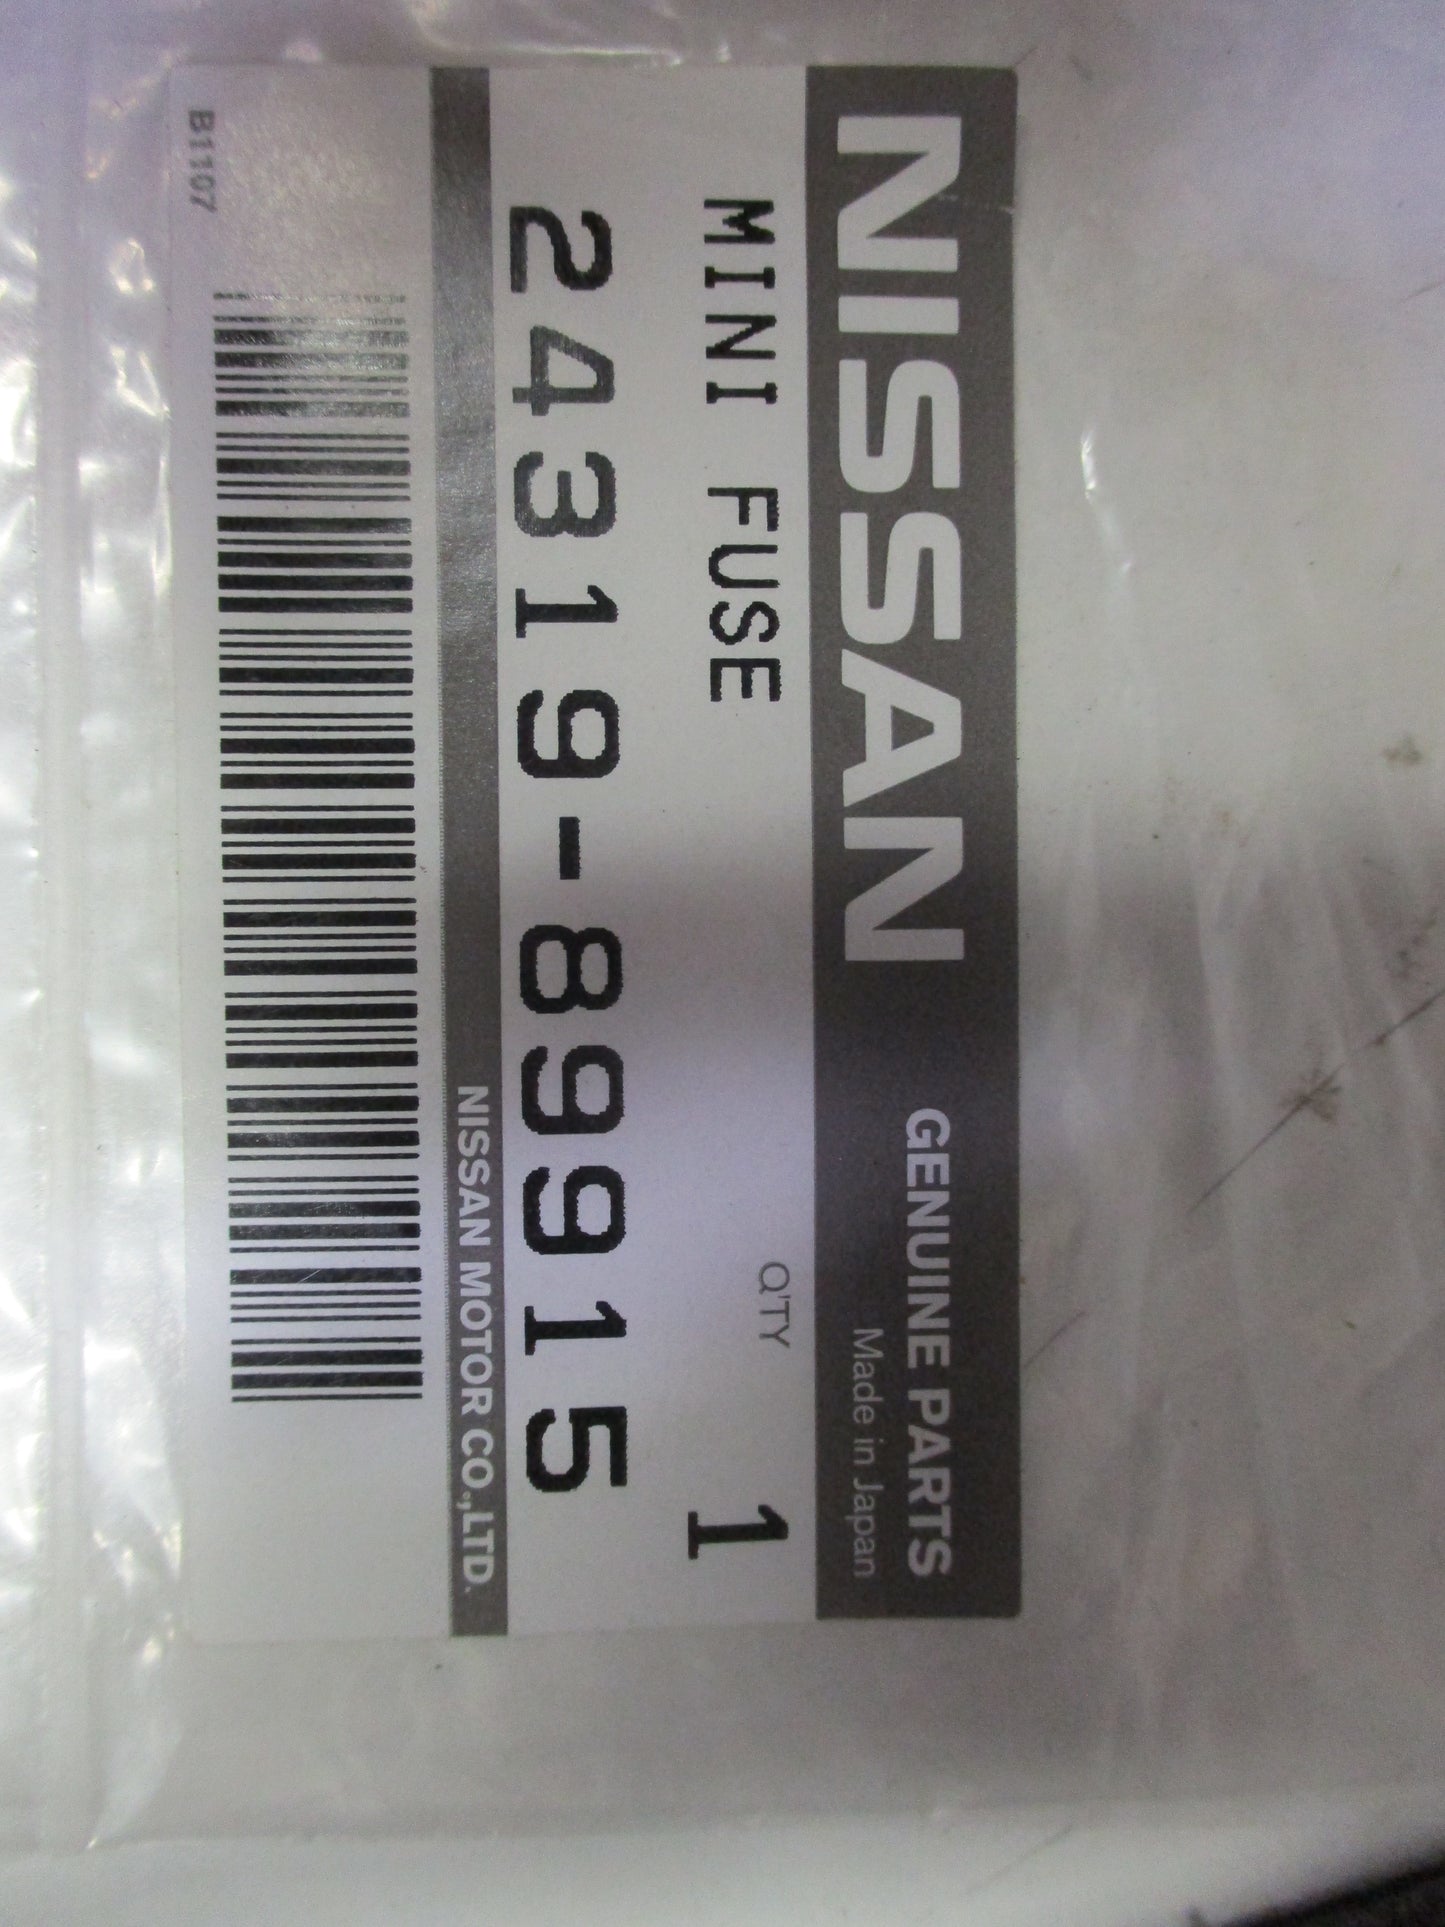 NISSAN GENUINE PARTS
Made in Japan
MINI FUSE Q'TY 1
24319-89915
NISSAN MOTOR CO.,LTD.
B1107